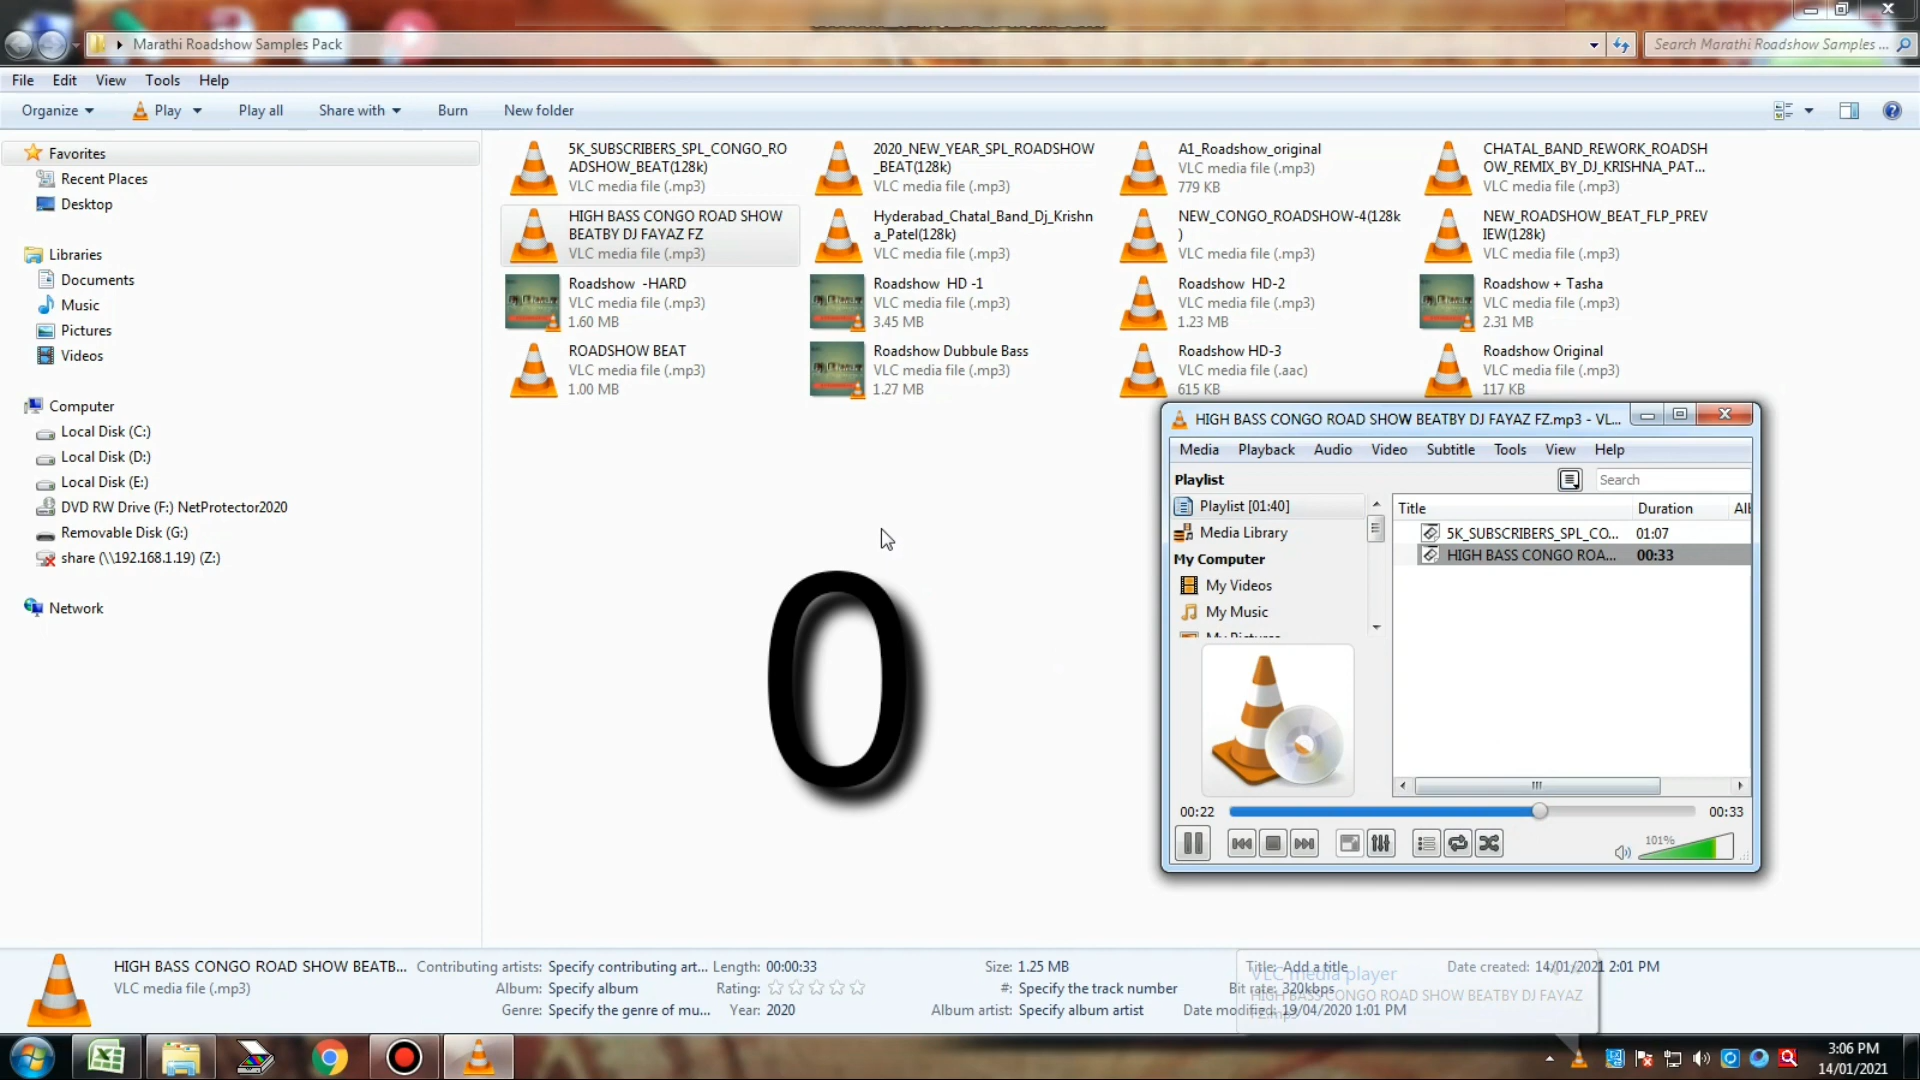 Marathi Roadshow Samples Pack
Search Marathi Roadshow Samples ...
File Edit View Tools Help
Organize Play Play all Share with Burn New folder
Favorites
Recent Places
Desktop
Libraries
Documents
Music
Pictures
Videos
Computer
Local Disk (C:)
Local Disk (D:)
Local Disk (E:)
DVD RW Drive (F:) NetProtector2020
Removable Disk (G:)
share (\\192.168.1.19) (Z:)
Network
5K_SUBSCRIBERS_SPL_CONGO_RO
ADSHOW_BEAT(128k)
VLC media file (.mp3)
2020_NEW_YEAR_SPL_ROADSHOW
_BEAT(128k)
VLC media file (.mp3)
A1_Roadshow_original
VLC media file (.mp3)
779 KB
CHATAL_BAND_REWORK_ROADSH
OW_REMIX_BY_DJ_KRISHNA_PAT...
VLC media file (.mp3)
HIGH BASS CONGO ROAD SHOW
BEATBY DJ FAYAZ FZ
VLC media file (.mp3)
Hyderabad_Chatal_Band_Dj_Krishn
a_Patel(128k)
VLC media file (.mp3)
NEW_CONGO_ROADSHOW-4(128k
)
VLC media file (.mp3)
NEW_ROADSHOW_BEAT_FLP_PREV
IEW(128k)
VLC media file (.mp3)
Roadshow -HARD
VLC media file (.mp3)
1.60 MB
Roadshow HD -1
VLC media file (.mp3)
3.45 MB
Roadshow HD-2
VLC media file (.mp3)
1.23 MB
Roadshow + Tasha
VLC media file (.mp3)
2.31 MB
ROADSHOW BEAT
VLC media file (.mp3)
1.00 MB
Roadshow Dubbule Bass
VLC media file (.mp3)
1.27 MB
Roadshow HD-3
VLC media file (.aac)
615 KB
Roadshow Original
VLC media file (.mp3)
117 KB
0
HIGH BASS CONGO ROAD SHOW BEATBY DJ FAYAZ FZ.mp3 - VL...
Media Playback Audio Video Subtitle Tools View Help
Playlist
Search
Playlist [01:40]
Media Library
My Computer
My Videos
My Music
My Pictures
Title Duration Alb
5K_SUBSCRIBERS_SPL_CO... 01:07
HIGH BASS CONGO ROA... 00:33
00:22
00:33
101%
HIGH BASS CONGO ROAD SHOW BEATB...
VLC media file (.mp3)
Contributing artists: Specify contributing art...
Album: Specify album
Genre: Specify the genre of mu...
Length: 00:00:33
Rating:
Year: 2020
Size: 1.25 MB
#: Specify the track number
Album artist: Specify album artist
Title: Add a title
Bit rate: 320kbps
Date modified: 19/04/2020 1:01 PM
Date created: 14/01/2021 2:01 PM
VLC media player
HIGH BASS CONGO ROAD SHOW BEATBY DJ FAYAZ
FZ.mp3
3:06 PM
14/01/2021